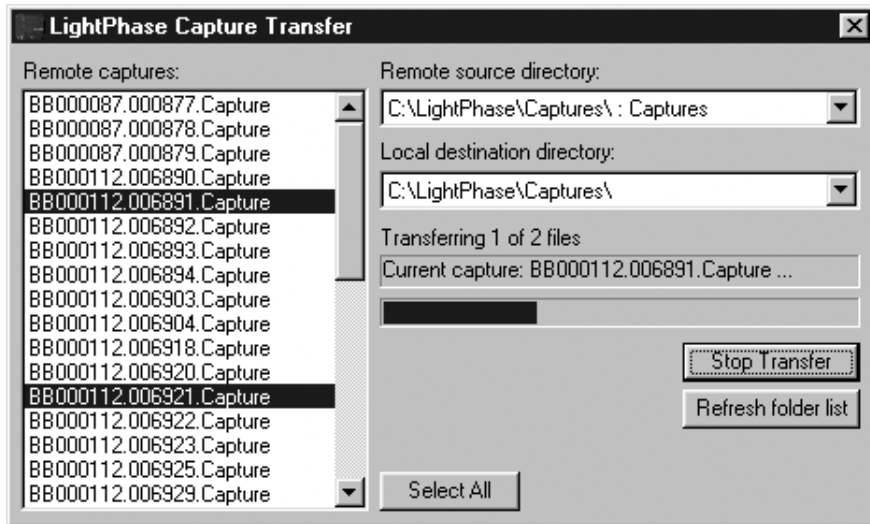 LightPhase Capture Transfer
Remote captures:
BB000087.000877.Capture
BB000087.000878.Capture
BB000087.000879.Capture
BB000112.006890.Capture
BB000112.006891.Capture
BB000112.006892.Capture
BB000112.006893.Capture
BB000112.006894.Capture
BB000112.006903.Capture
BB000112.006904.Capture
BB000112.006918.Capture
BB000112.006920.Capture
BB000112.006921.Capture
BB000112.006922.Capture
BB000112.006923.Capture
BB000112.006925.Capture
BB000112.006929.Capture
Remote source directory:
C:\LightPhase\Captures\ : Captures
Local destination directory:
C:\LightPhase\Captures\
Transferring 1 of 2 files
Current capture: BB000112.006891.Capture ...
Stop Transfer
Refresh folder list
Select All